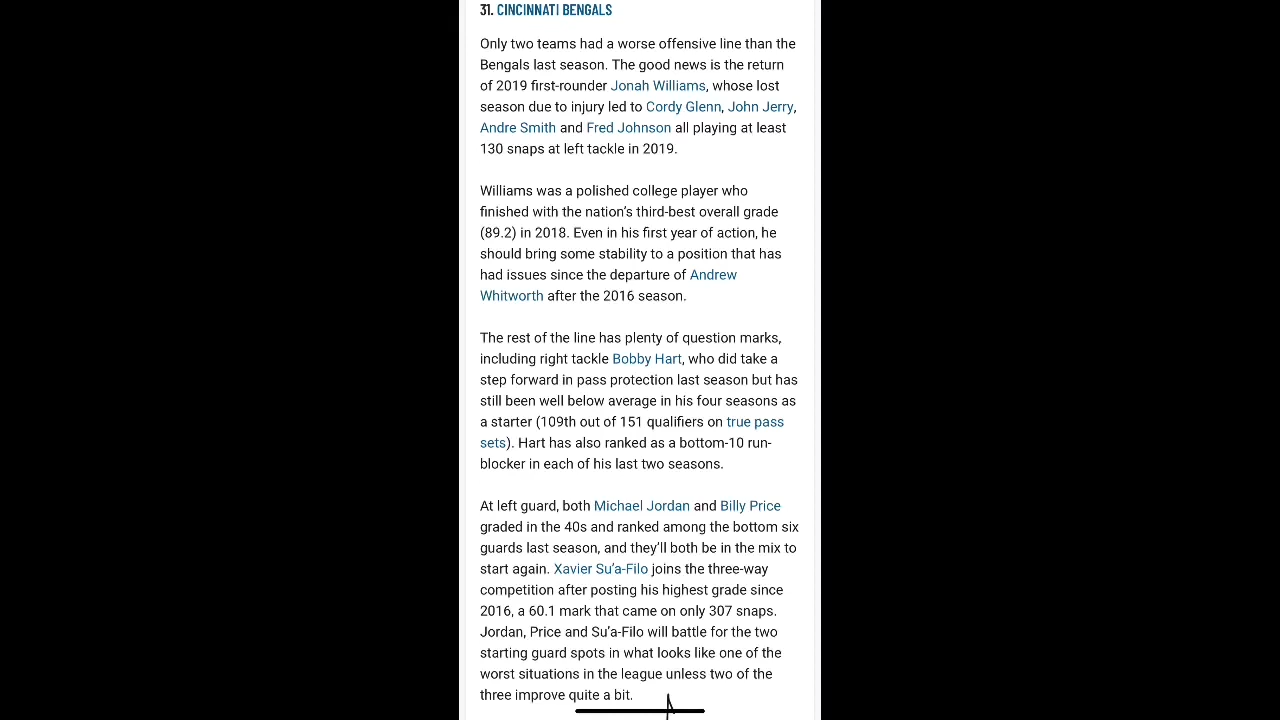 31. CINCINNATI BENGALS
Only two teams had a worse offensive line than the
Bengals last season. The good news is the return
of 2019 first-rounder Jonah Williams, whose lost
season due to injury led to Cordy Glenn, John Jerry,
Andre Smith and Fred Johnson all playing at least
130 snaps at left tackle in 2019.
Williams was a polished college player who
finished with the nation’s third-best overall grade
(89.2) in 2018. Even in his first year of action, he
should bring some stability to a position that has
had issues since the departure of Andrew
Whitworth after the 2016 season.
The rest of the line has plenty of question marks,
including right tackle Bobby Hart, who did take a
step forward in pass protection last season but has
still been well below average in his four seasons as
a starter (109th out of 151 qualifiers on true pass
sets). Hart has also ranked as a bottom-10 run-
blocker in each of his last two seasons.
At left guard, both Michael Jordan and Billy Price
graded in the 40s and ranked among the bottom six
guards last season, and they’ll both be in the mix to
start again. Xavier Su’a-Filo joins the three-way
competition after posting his highest grade since
2016, a 60.1 mark that came on only 307 snaps.
Jordan, Price and Su’a-Filo will battle for the two
starting guard spots in what looks like one of the
worst situations in the league unless two of the
three improve quite a bit.